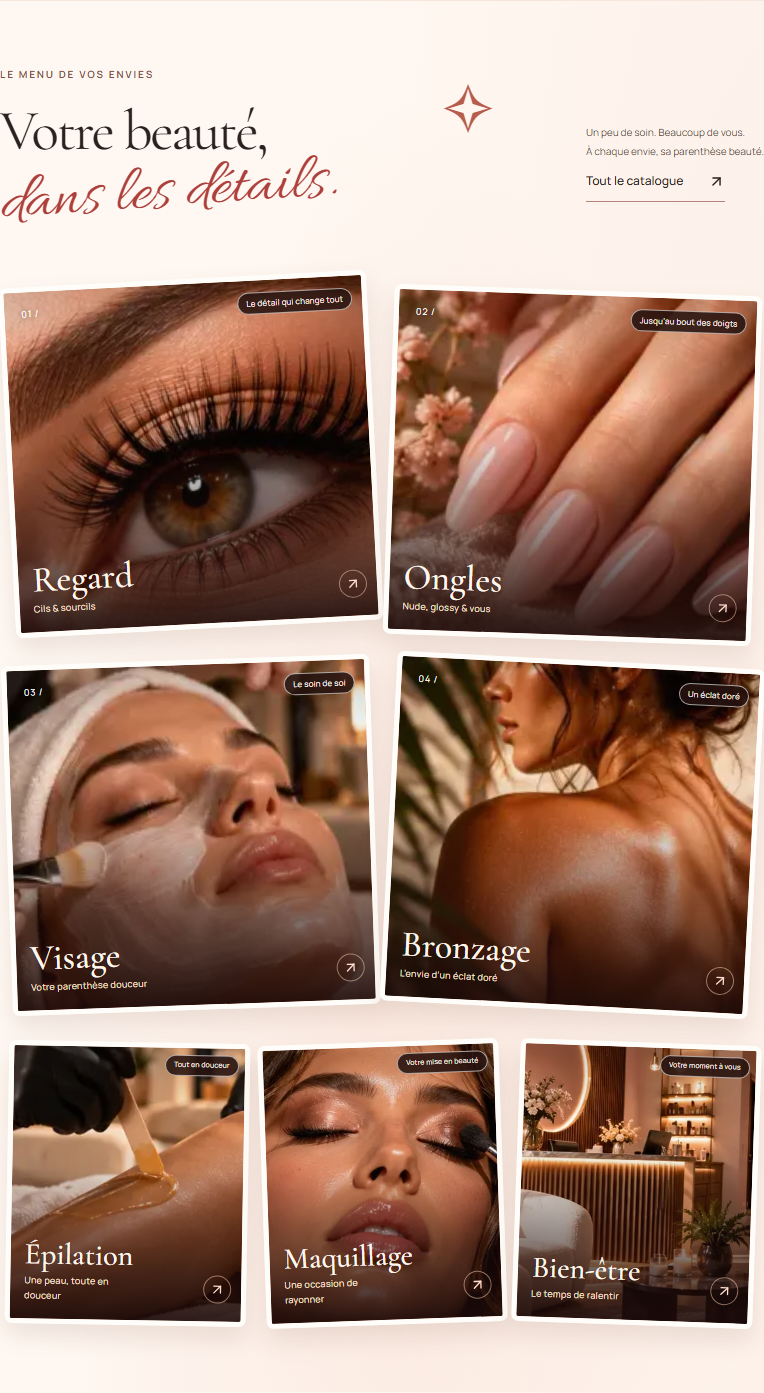 LE MENU DE VOS ENVIES
Votre beauté,
dans les détails.
Un peu de soin. Beaucoup de vous.
À chaque envie, sa parenthèse beauté.
Tout le catalogue
01 /
Le détail qui change tout
Regard
Cils & sourcils
02 /
Jusqu'au bout des doigts
Ongles
Nude, glossy & vous
03 /
Le soin de soi
Visage
Votre parenthèse douceur
04 /
Un éclat doré
Bronzage
L'envie d'un éclat doré
Tout en douceur
Épilation
Une peau, toute en
douceur
Votre mise en beauté
Maquillage
Une occasion de
rayonner
Votre moment à vous
Bien-être
Le temps de ralentir